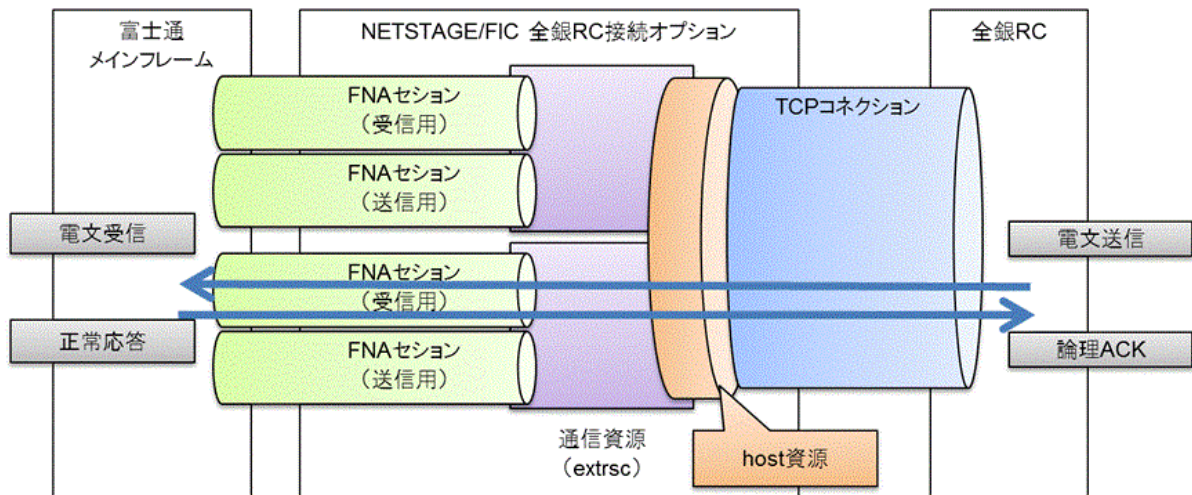 富士通
メインフレーム
NETSTAGE/FIC 全銀RC接続オプション
全銀RC
FNAセション
（受信用）
FNAセション
（送信用）
TCPコネクション
電文受信
電文送信
FNAセション
（受信用）
正常応答
論理ACK
FNAセション
（送信用）
通信資源
（extrsc）
host資源